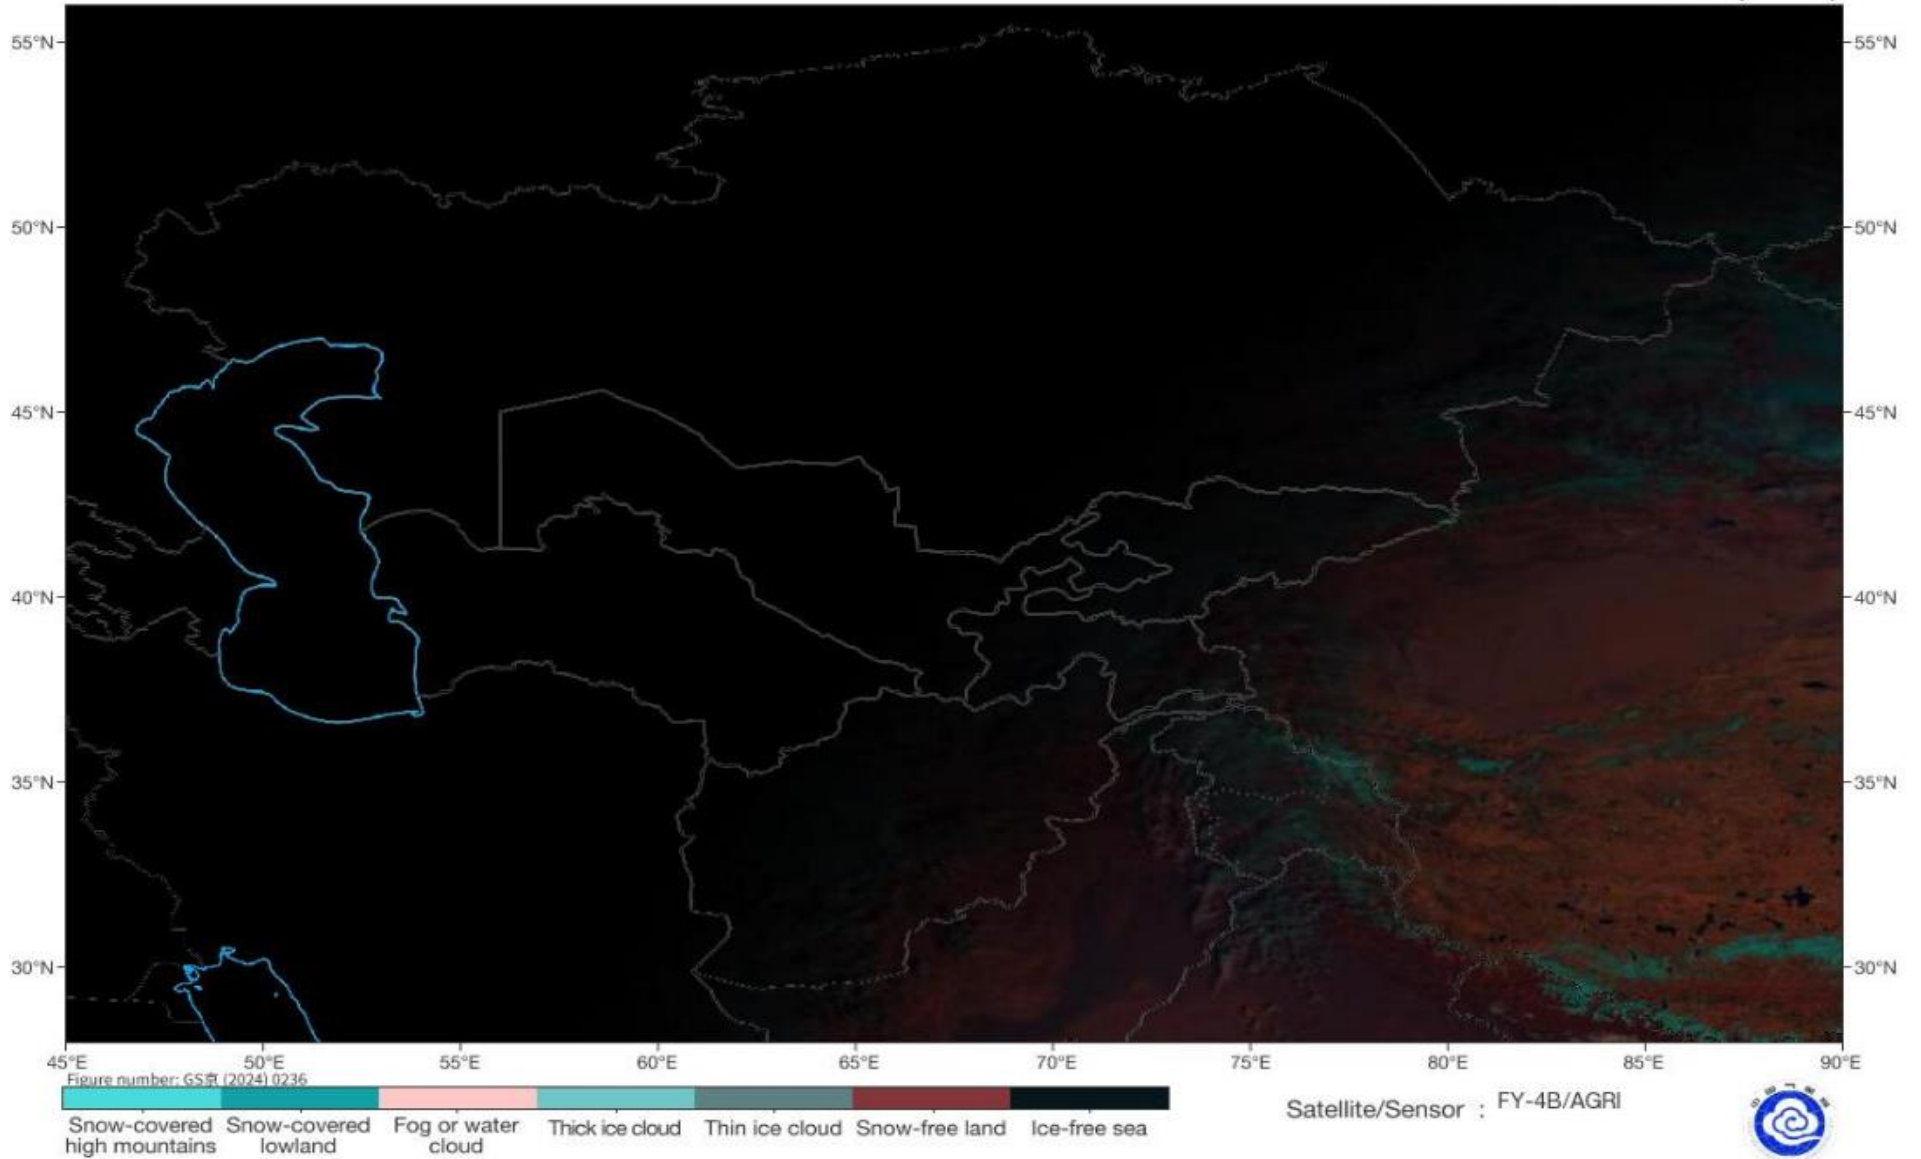 55°N
55°N
50°N
50°N
45°N
45°N
40°N
40°N
35°N
35°N
30°N
30°N
45°E 50°E 55°E 60°E 65°E 70°E 75°E 80°E 85°E 90°E
Figure number: GS京 (2024) 0236
Snow-covered high mountains
Snow-covered lowland
Fog or water cloud
Thick ice cloud
Thin ice cloud
Snow-free land
Ice-free sea
Satellite/Sensor : FY-4B/AGRI